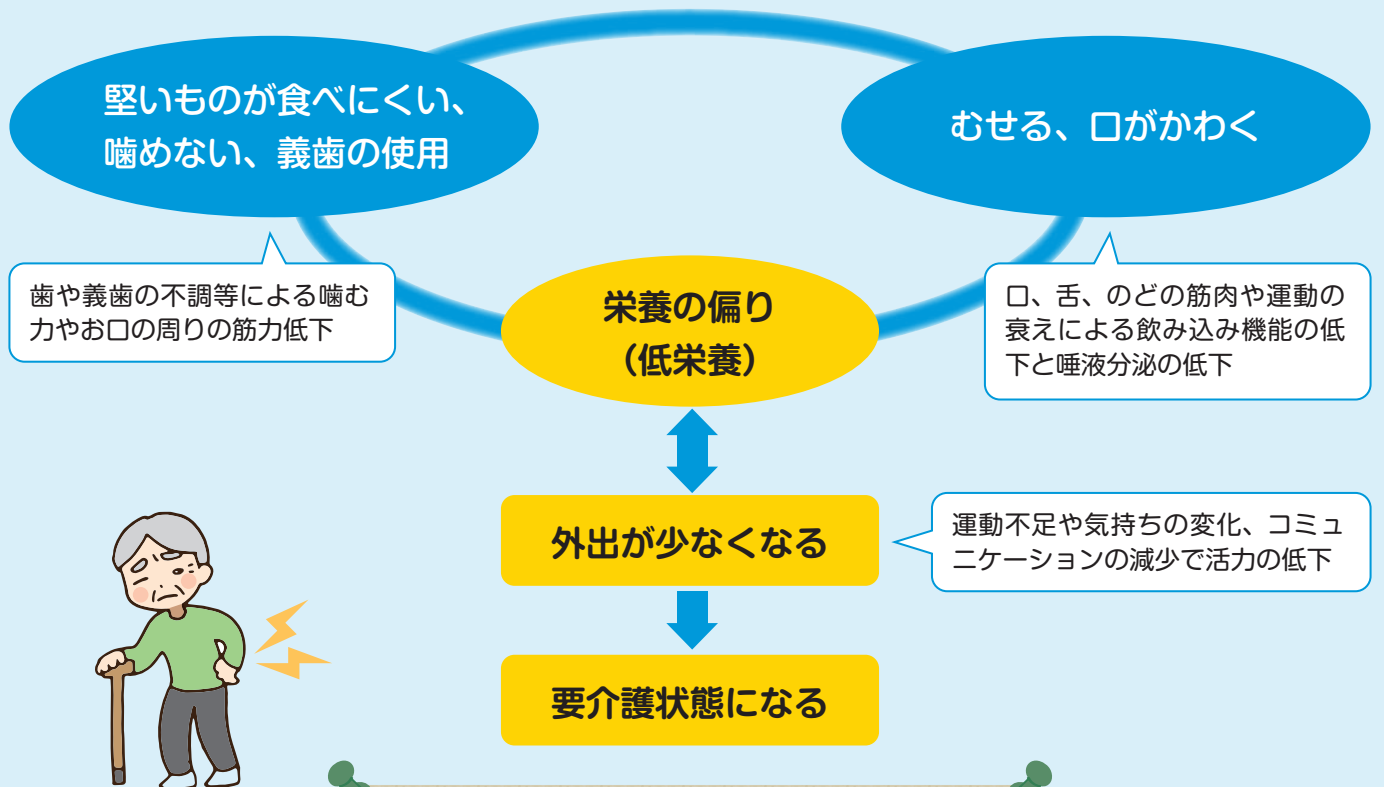 堅いものが食べにくい、
噛めない、義歯の使用
むせる、口がかわく
歯や義歯の不調等による噛む
力やお口の周りの筋力低下
栄養の偏り
（低栄養）
口、舌、のどの筋肉や運動の
衰えによる飲み込み機能の低
下と唾液分泌の低下
外出が少なくなる
運動不足や気持ちの変化、コミュ
ニケーションの減少で活力の低下
要介護状態になる